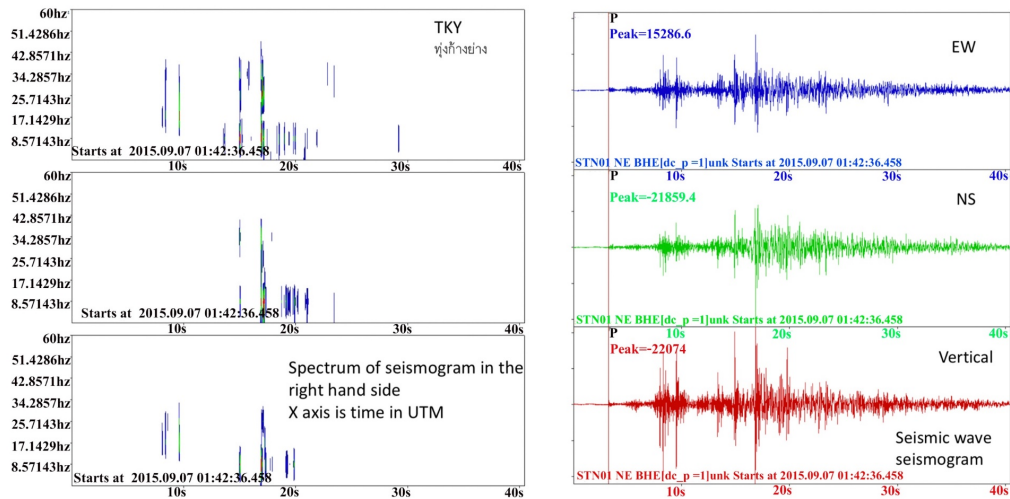 60hz
51.4286hz
42.8571hz
34.2857hz
25.7143hz
17.1429hz
8.57143hz
TKY
ทุ่งก้างย่าง
Starts at 2015.09.07 01:42:36.458
10s 20s 30s 40s
60hz
51.4286hz
42.8571hz
34.2857hz
25.7143hz
17.1429hz
8.57143hz
Starts at 2015.09.07 01:42:36.458
10s 20s 30s 40s
60hz
51.4286hz
42.8571hz
34.2857hz
25.7143hz
17.1429hz
8.57143hz
Spectrum of seismogram in the
right hand side
X axis is time in UTM
Starts at 2015.09.07 01:42:36.458
10s 20s 30s 40s
P
Peak=15286.6
EW
STN01 NE BHE[dc_p =1]unk Starts at 2015.09.07 01:42:36.458
10s 20s 30s 40s
P
Peak=-21859.4
NS
STN01 NE BHE[dc_p =1]unk Starts at 2015.09.07 01:42:36.458
10s 20s 30s 40s
P
Peak=-22074
Vertical
Seismic wave
seismogram
STN01 NE BHE[dc_p =1]unk Starts at 2015.09.07 01:42:36.458
10s 20s 30s 40s